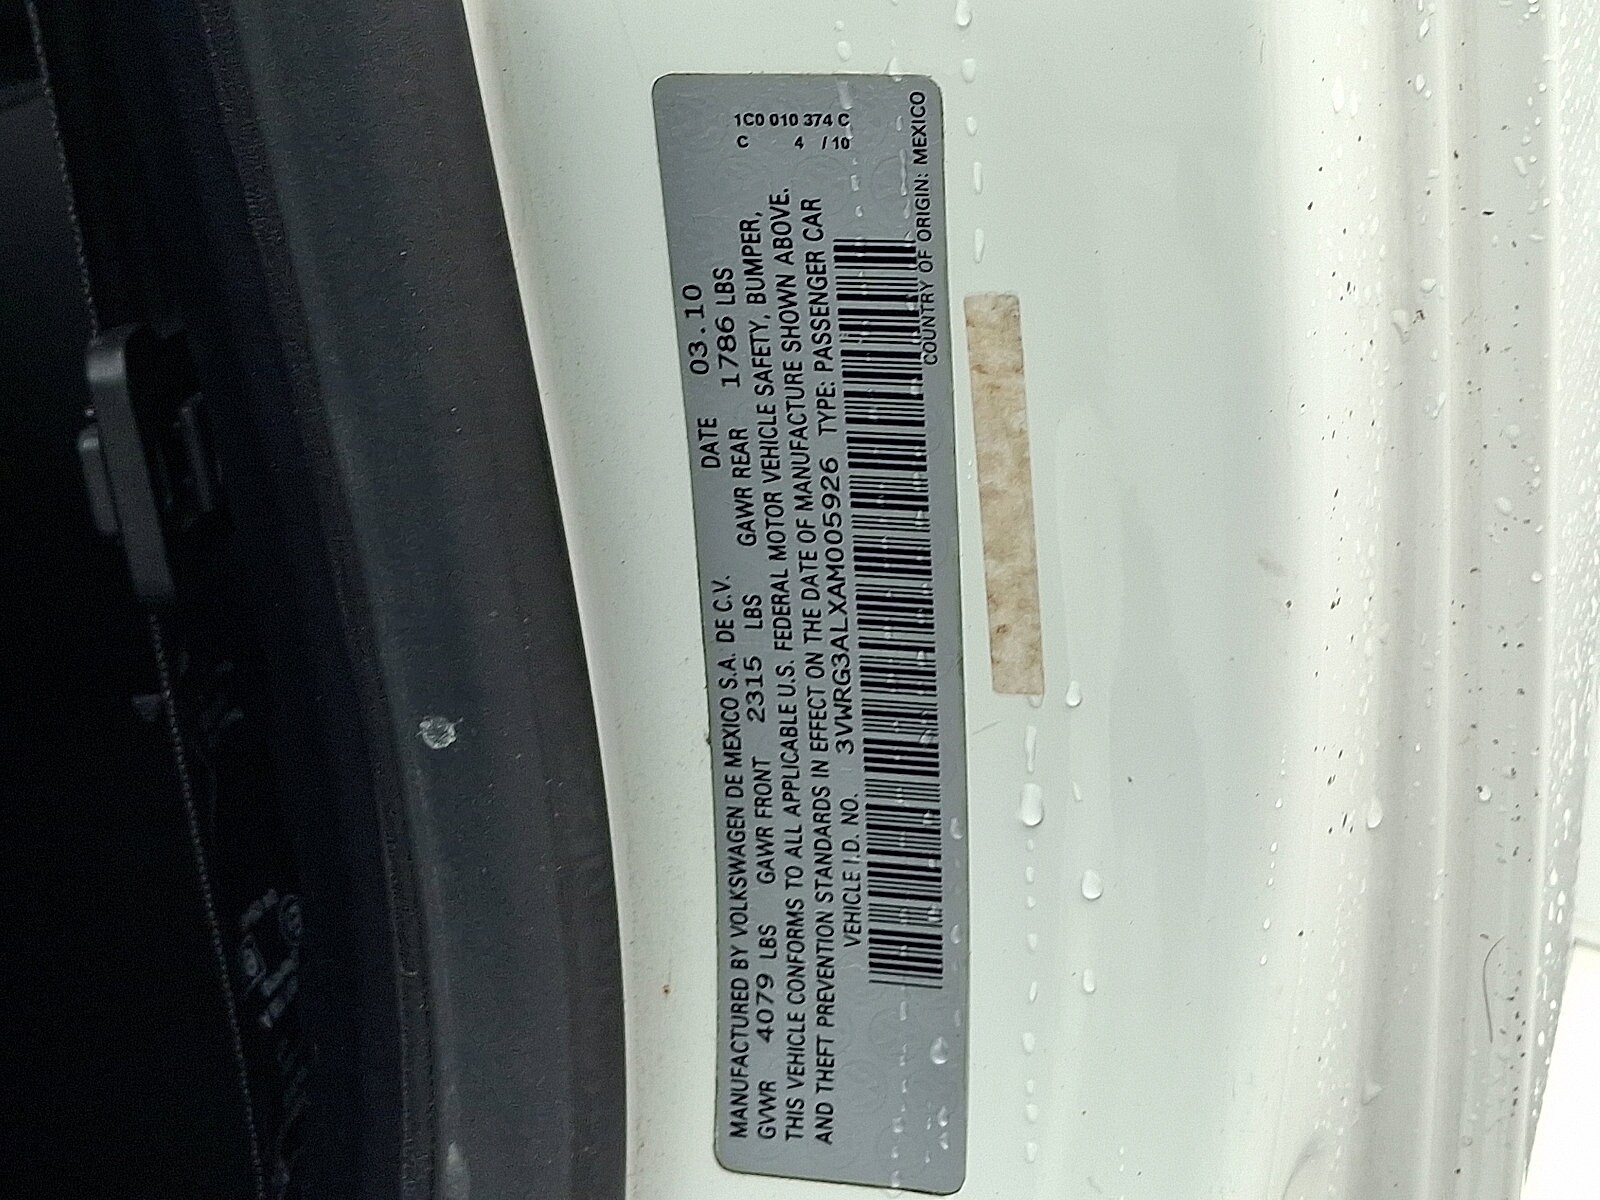 1C0 010 374 C
C 4 /10
DATE 03.10
MANUFACTURED BY VOLKSWAGEN DE MEXICO S.A. DE C.V.
GVWR 4079 LBS GAWR FRONT 2315 LBS GAWR REAR 1786 LBS
THIS VEHICLE CONFORMS TO ALL APPLICABLE U.S. FEDERAL MOTOR VEHICLE SAFETY, BUMPER,
AND THEFT PREVENTION STANDARDS IN EFFECT ON THE DATE OF MANUFACTURE SHOWN ABOVE.
VEHICLE I.D. NO. 3VWRG3ALXAM005926 TYPE: PASSENGER CAR
COUNTRY OF ORIGIN: MEXICO